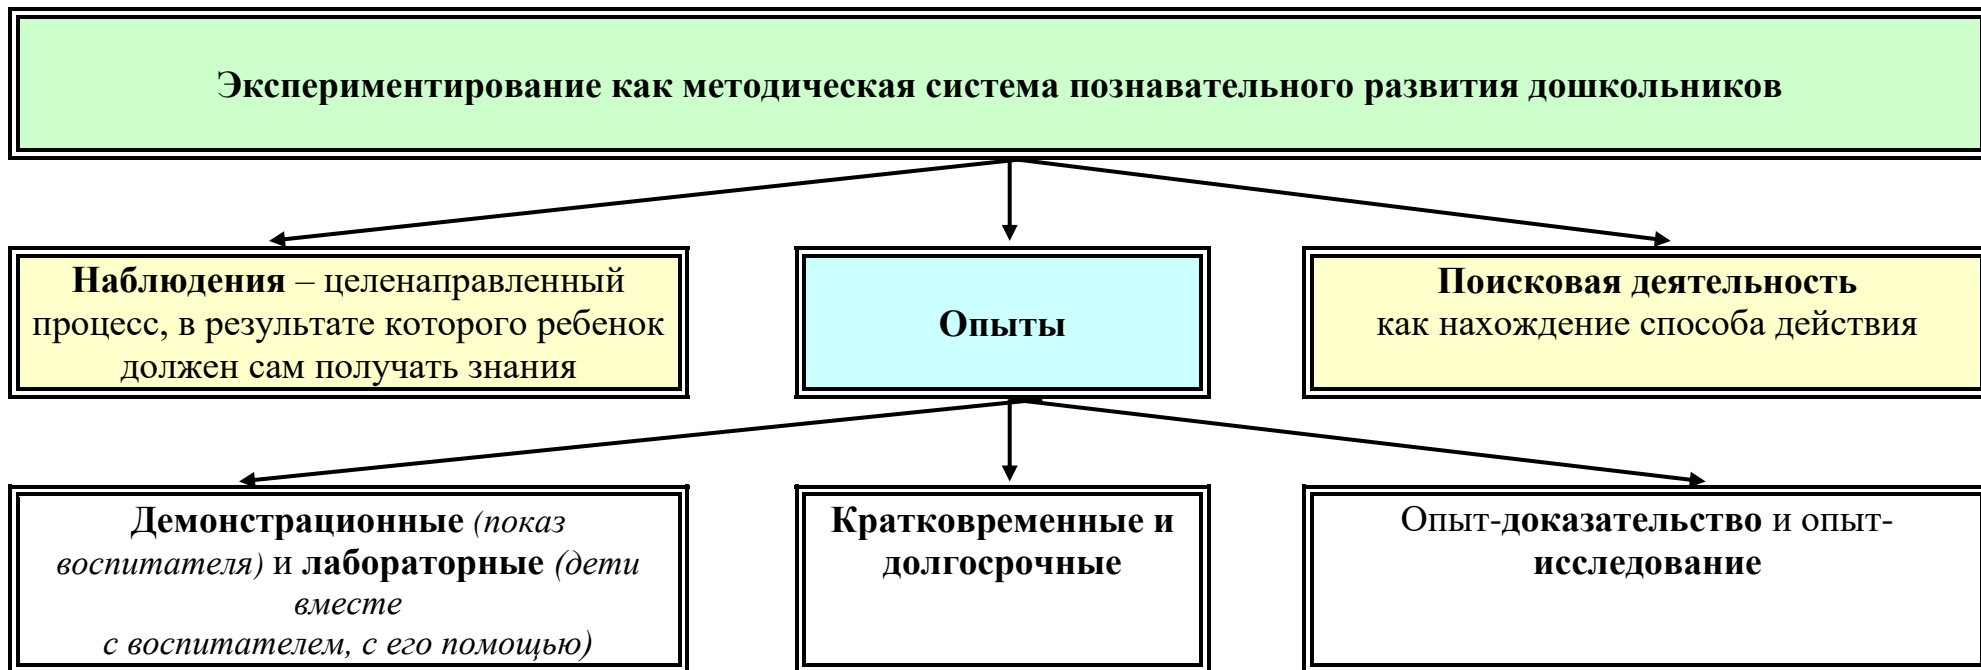 Экспериментирование как методическая система познавательного развития дошкольников
Наблюдения – целенаправленный
процесс, в результате которого ребенок
должен сам получать знания
Опыты
Поисковая деятельность
как нахождение способа действия
Демонстрационные (показ
воспитателя) и лабораторные (дети
вместе
с воспитателем, с его помощью)
Кратковременные и
долгосрочные
Опыт-доказательство и опыт-
исследование